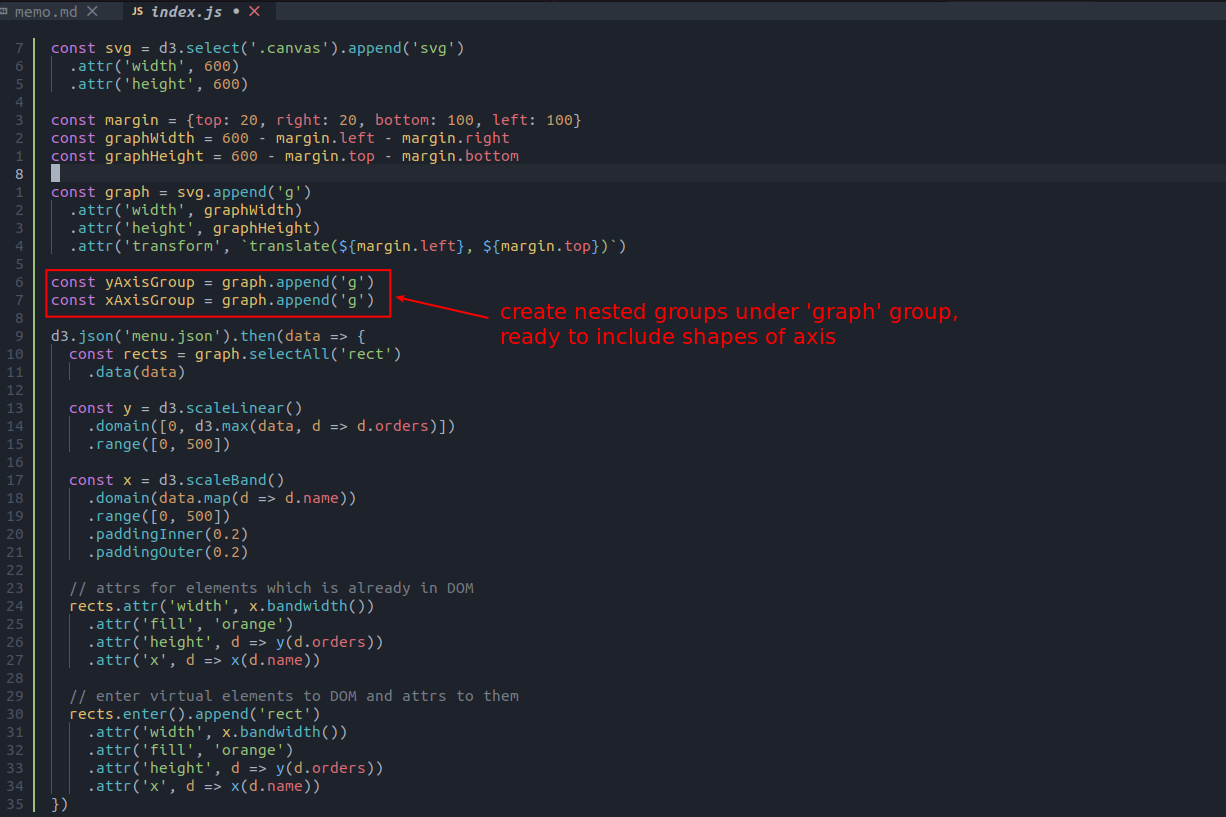 memo.md
JS index.js
7 const svg = d3.select('.canvas').append('svg')
6 .attr('width', 600)
5 .attr('height', 600)
4
3 const margin = {top: 20, right: 20, bottom: 100, left: 100}
2 const graphWidth = 600 - margin.left - margin.right
1 const graphHeight = 600 - margin.top - margin.bottom
8
1 const graph = svg.append('g')
2 .attr('width', graphWidth)
3 .attr('height', graphHeight)
4 .attr('transform', `translate(${margin.left}, ${margin.top})`)
5
6 const yAxisGroup = graph.append('g')
7 const xAxisGroup = graph.append('g')
create nested groups under 'graph' group,
ready to include shapes of axis
8
9 d3.json('menu.json').then(data => {
10 const rects = graph.selectAll('rect')
11 .data(data)
12
13 const y = d3.scaleLinear()
14 .domain([0, d3.max(data, d => d.orders)])
15 .range([0, 500])
16
17 const x = d3.scaleBand()
18 .domain(data.map(d => d.name))
19 .range([0, 500])
20 .paddingInner(0.2)
21 .paddingOuter(0.2)
22
23 // attrs for elements which is already in DOM
24 rects.attr('width', x.bandwidth())
25 .attr('fill', 'orange')
26 .attr('height', d => y(d.orders))
27 .attr('x', d => x(d.name))
28
29 // enter virtual elements to DOM and attrs to them
30 rects.enter().append('rect')
31 .attr('width', x.bandwidth())
32 .attr('fill', 'orange')
33 .attr('height', d => y(d.orders))
34 .attr('x', d => x(d.name))
35 })